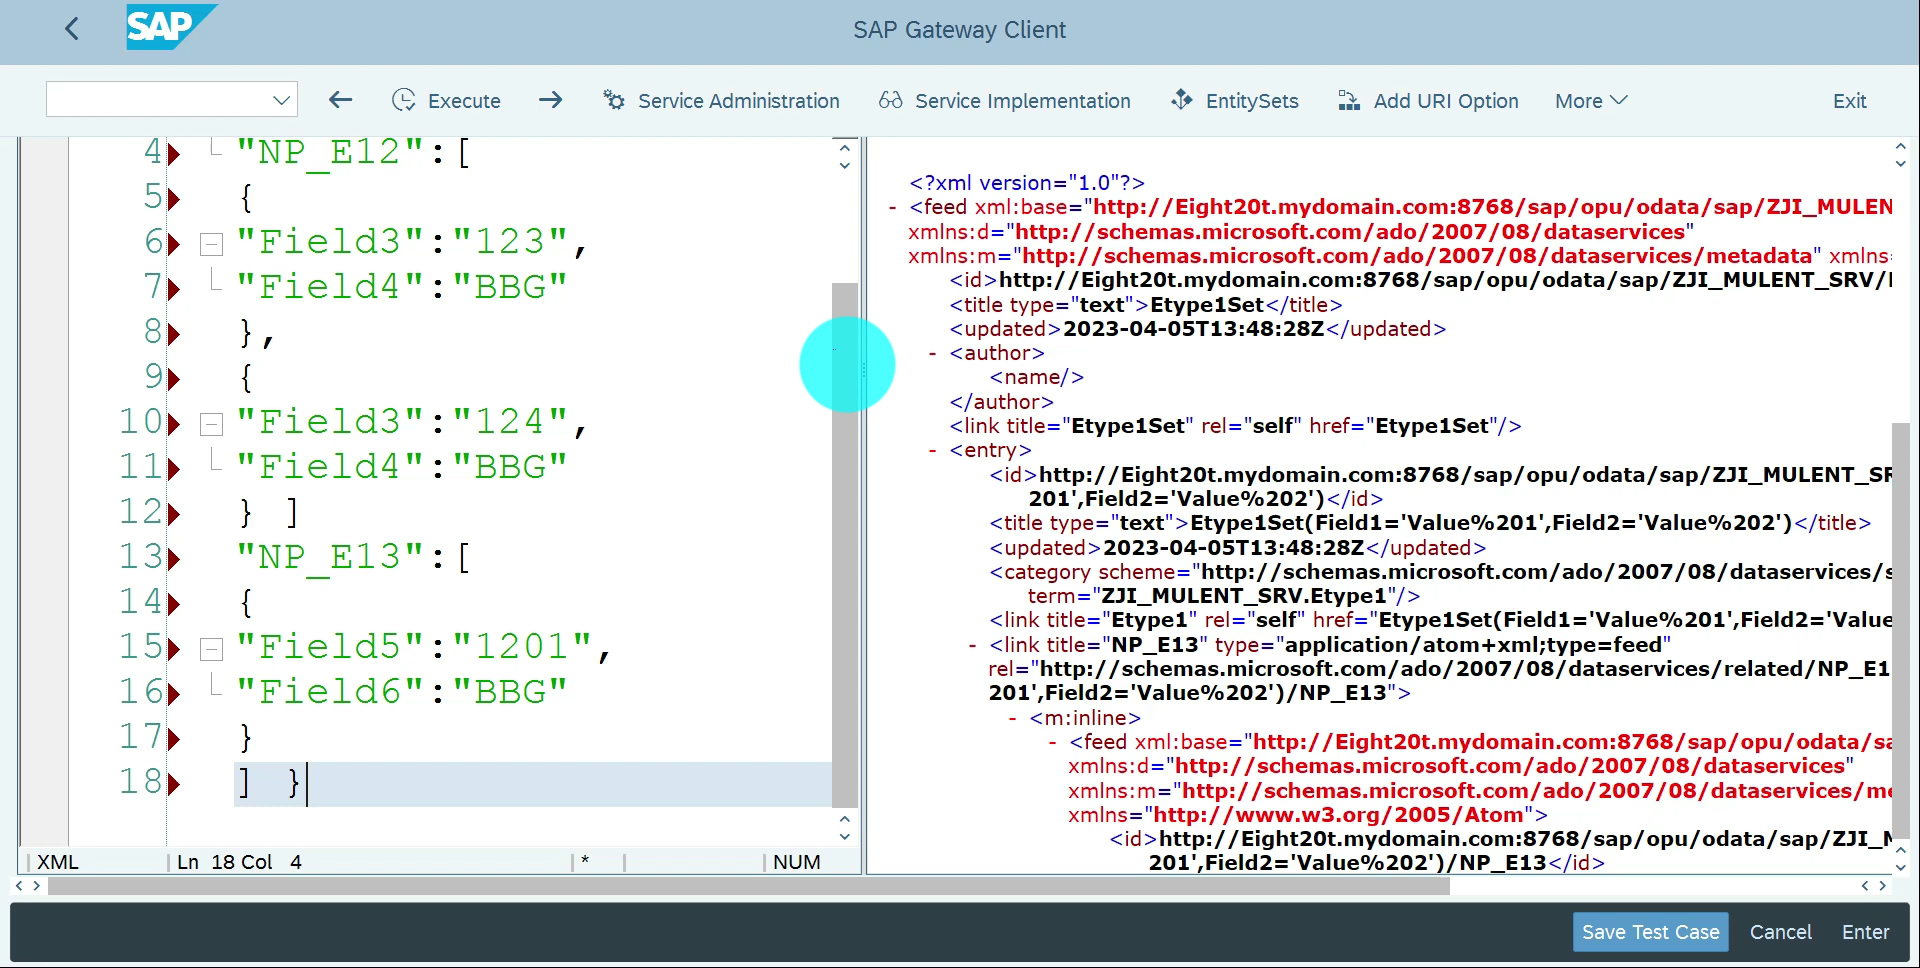 SAP
SAP Gateway Client
Execute
Service Administration
Service Implementation
EntitySets
Add URI Option
More
Exit
4 "NP_E12":[
5 {
6 "Field3":"123",
7 "Field4":"BBG"
8 },
9 {
10 "Field3":"124",
11 "Field4":"BBG"
12 } ]
13 "NP_E13":[
14 {
15 "Field5":"1201",
16 "Field6":"BBG"
17 }
18 ] }
XML
Ln 18 Col 4
*
NUM
<?xml version="1.0"?>
- <feed xml:base="http://Eight20t.mydomain.com:8768/sap/opu/odata/sap/ZJI_MULEN
xmlns:d="http://schemas.microsoft.com/ado/2007/08/dataservices"
xmlns:m="http://schemas.microsoft.com/ado/2007/08/dataservices/metadata" xmlns
<id>http://Eight20t.mydomain.com:8768/sap/opu/odata/sap/ZJI_MULENT_SRV/
<title type="text">Etype1Set</title>
<updated>2023-04-05T13:48:28Z</updated>
- <author>
<name/>
</author>
<link title="Etype1Set" rel="self" href="Etype1Set"/>
- <entry>
<id>http://Eight20t.mydomain.com:8768/sap/opu/odata/sap/ZJI_MULENT_SR
201',Field2='Value%202')</id>
<title type="text">Etype1Set(Field1='Value%201',Field2='Value%202')</title>
<updated>2023-04-05T13:48:28Z</updated>
<category scheme="http://schemas.microsoft.com/ado/2007/08/dataservices/s
term="ZJI_MULENT_SRV.Etype1"/>
<link title="Etype1" rel="self" href="Etype1Set(Field1='Value%201',Field2='Value
- <link title="NP_E13" type="application/atom+xml;type=feed"
rel="http://schemas.microsoft.com/ado/2007/08/dataservices/related/NP_E1
201',Field2='Value%202')/NP_E13">
- <m:inline>
- <feed xml:base="http://Eight20t.mydomain.com:8768/sap/opu/odata/sa
xmlns:d="http://schemas.microsoft.com/ado/2007/08/dataservices"
xmlns:m="http://schemas.microsoft.com/ado/2007/08/dataservices/me
xmlns="http://www.w3.org/2005/Atom">
<id>http://Eight20t.mydomain.com:8768/sap/opu/odata/sap/ZJI_
201',Field2='Value%202')/NP_E13</id>
Save Test Case
Cancel
Enter